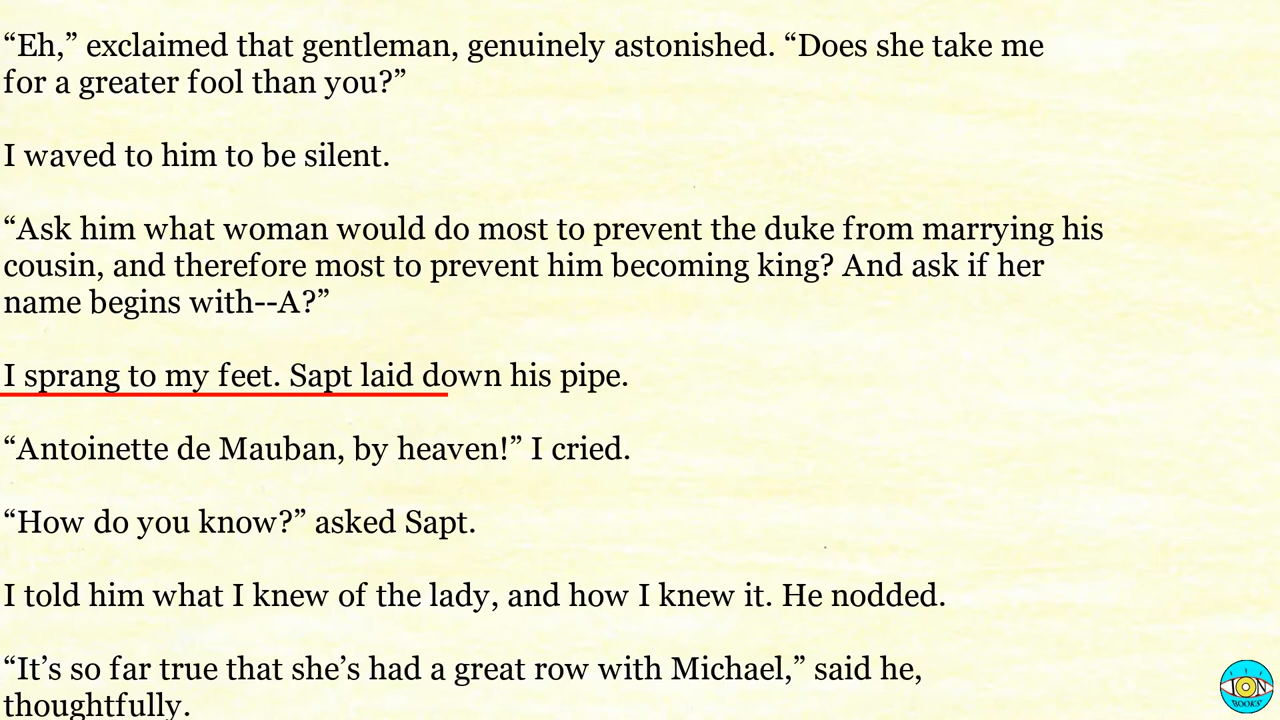 “Eh,” exclaimed that gentleman, genuinely astonished. “Does she take me
for a greater fool than you?”
I waved to him to be silent.
“Ask him what woman would do most to prevent the duke from marrying his
cousin, and therefore most to prevent him becoming king? And ask if her
name begins with--A?”
I sprang to my feet. Sapt laid down his pipe.
“Antoinette de Mauban, by heaven!” I cried.
“How do you know?” asked Sapt.
I told him what I knew of the lady, and how I knew it. He nodded.
“It’s so far true that she’s had a great row with Michael,” said he,
thoughtfully.
ION
BOOKS